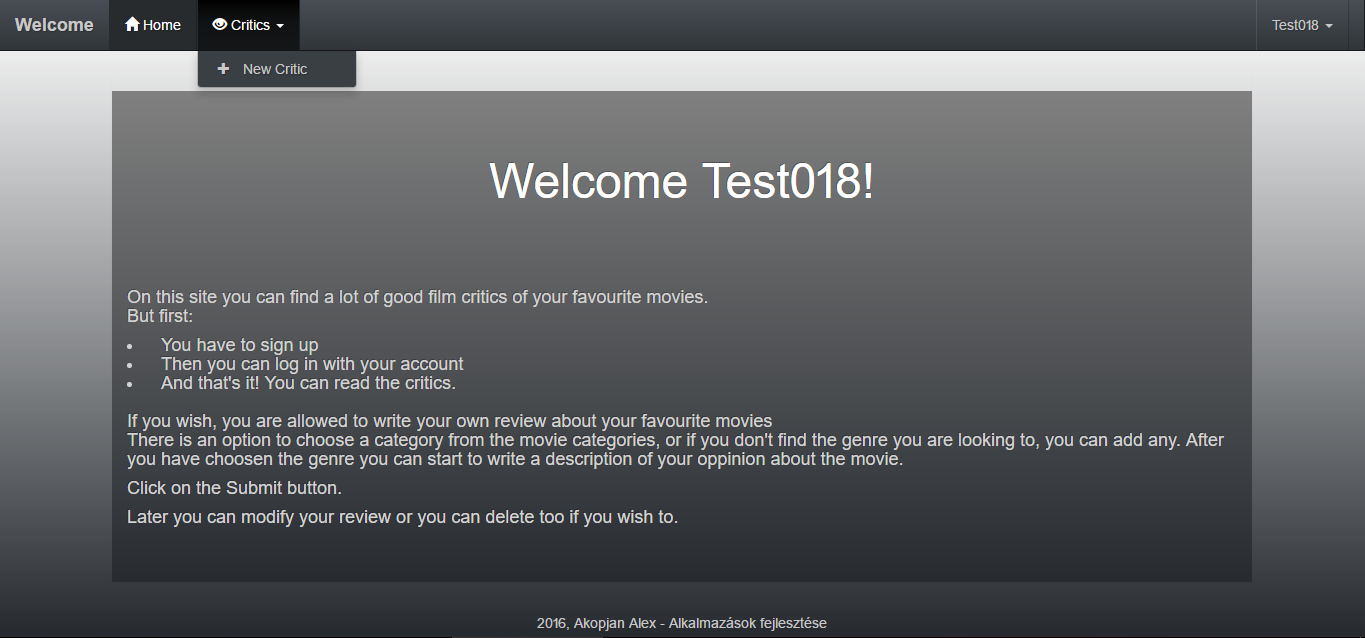 Welcome Home Critics Test018
New Critic
Welcome Test018!
On this site you can find a lot of good film critics of your favourite movies.
But first:
You have to sign up
Then you can log in with your account
And that's it! You can read the critics.
If you wish, you are allowed to write your own review about your favourite movies
There is an option to choose a category from the movie categories, or if you don't find the genre you are looking to, you can add any. After
you have choosen the genre you can start to write a description of your oppinion about the movie.
Click on the Submit button.
Later you can modify your review or you can delete too if you wish to.
2016, Akopjan Alex - Alkalmazások fejlesztése